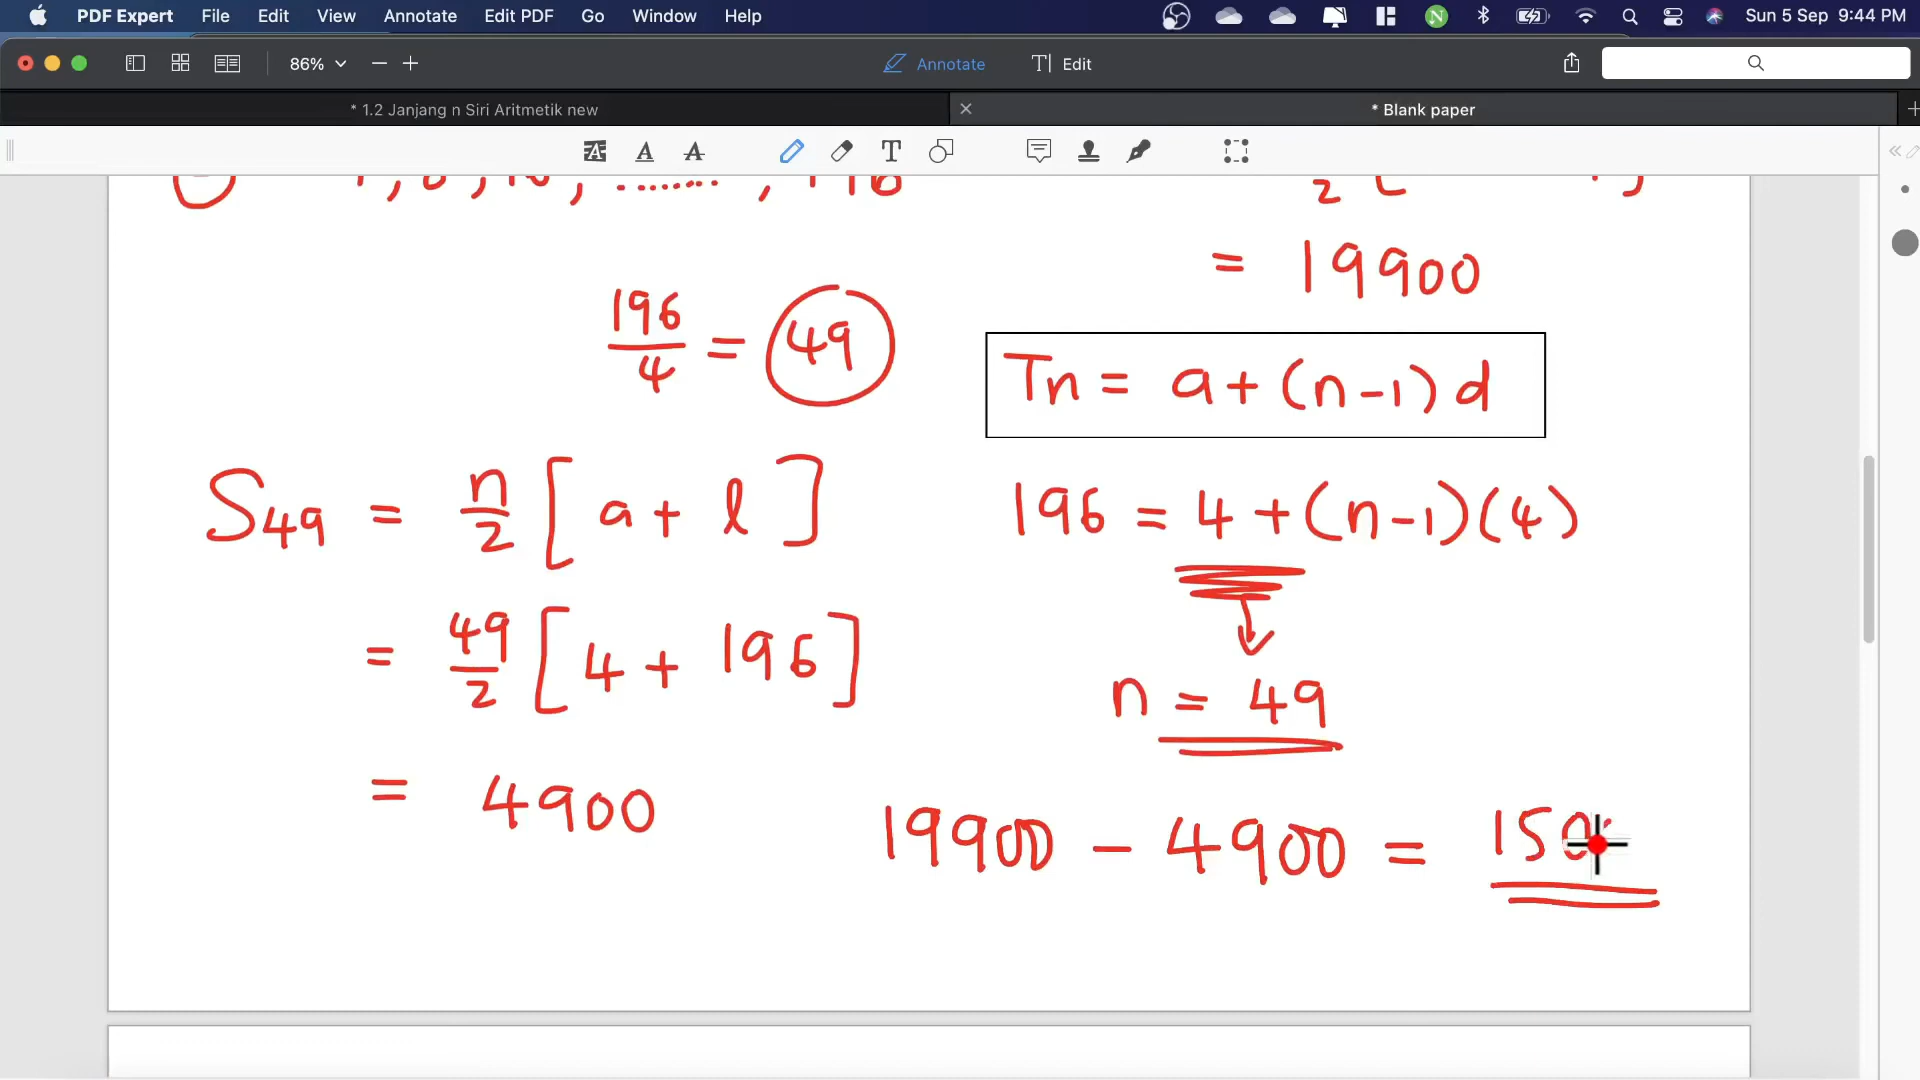 PDF Expert File Edit View Annotate Edit PDF Go Window Help Sun 5 Sep 9:44 PM
86% Annotate T| Edit
* 1.2 Janjang n Siri Aritmetik new * Blank paper
= 19900
196/4 = 49
Tn = a + (n-1) d
S49 = n/2 [a + l]
196 = 4 + (n-1)(4)
= 49/2 [4 + 196]
n = 49
= 4900
19900 - 4900 = 150